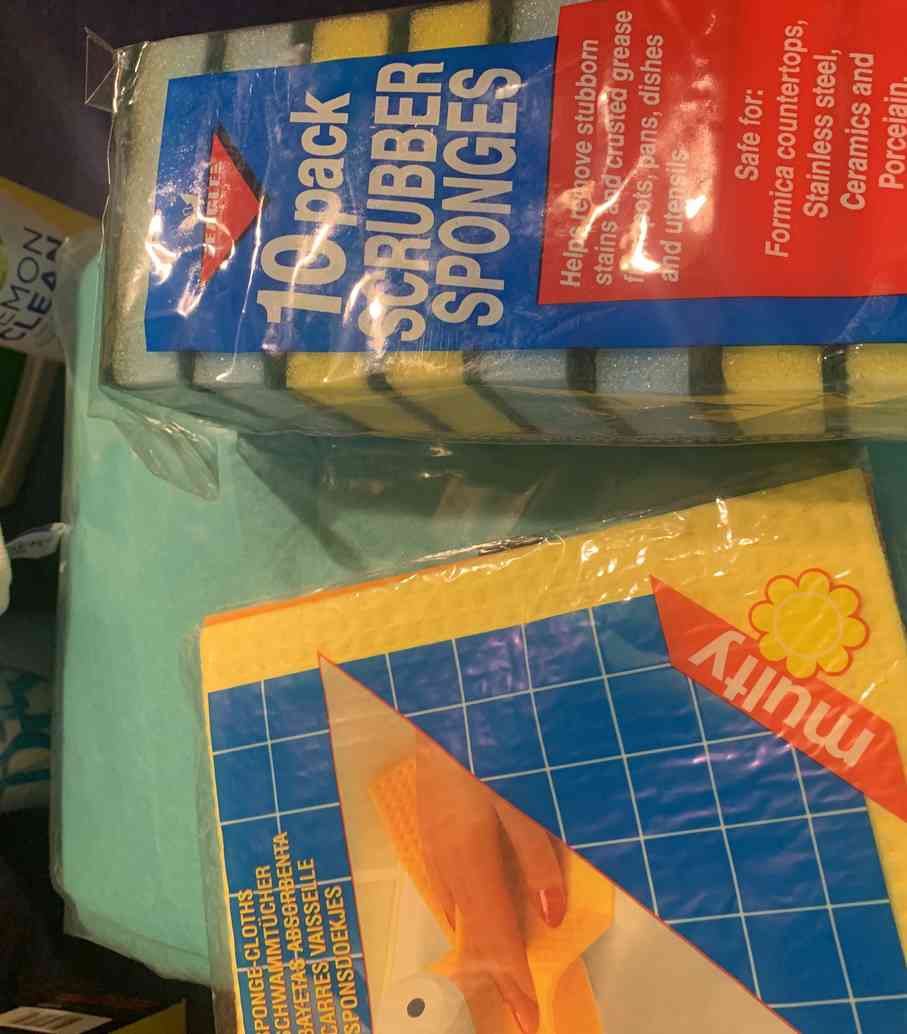 10 pack
SCRUBBER
SPONGES
Helps remove stubborn
stains and crusted grease
from pots, pans, dishes
and utensils
Safe for:
Formica countertops,
Stainless steel,
Ceramics and
Porcelain.
LEMON
CLEAN
multy
SPONGE CLOTHS
SCHWAMMTÜCHER
BAYETAS ABSORBENTA
CARRES VAISSELLE
SPONSDOEKJES